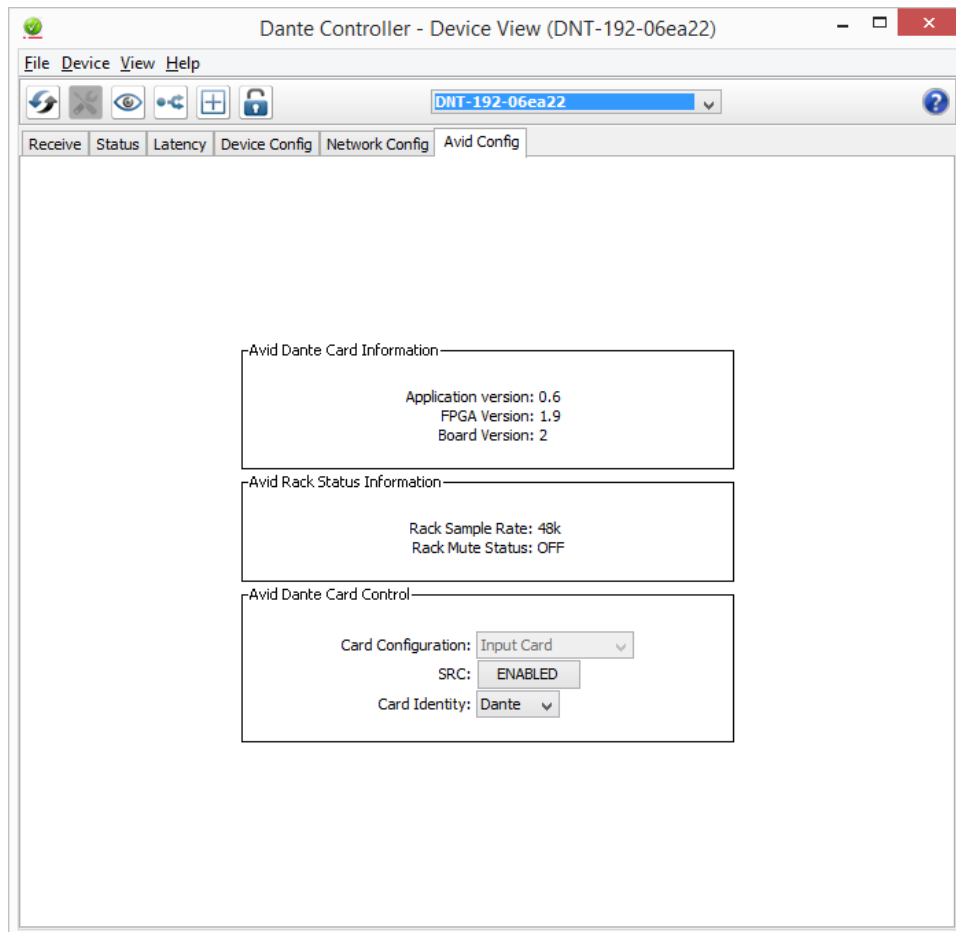 Dante Controller - Device View (DNT-192-06ea22)
File Device View Help
DNT-192-06ea22
?
Receive Status Latency Device Config Network Config Avid Config
Avid Dante Card Information
Application version: 0.6
FPGA Version: 1.9
Board Version: 2
Avid Rack Status Information
Rack Sample Rate: 48k
Rack Mute Status: OFF
Avid Dante Card Control
Card Configuration: Input Card
SRC: ENABLED
Card Identity: Dante